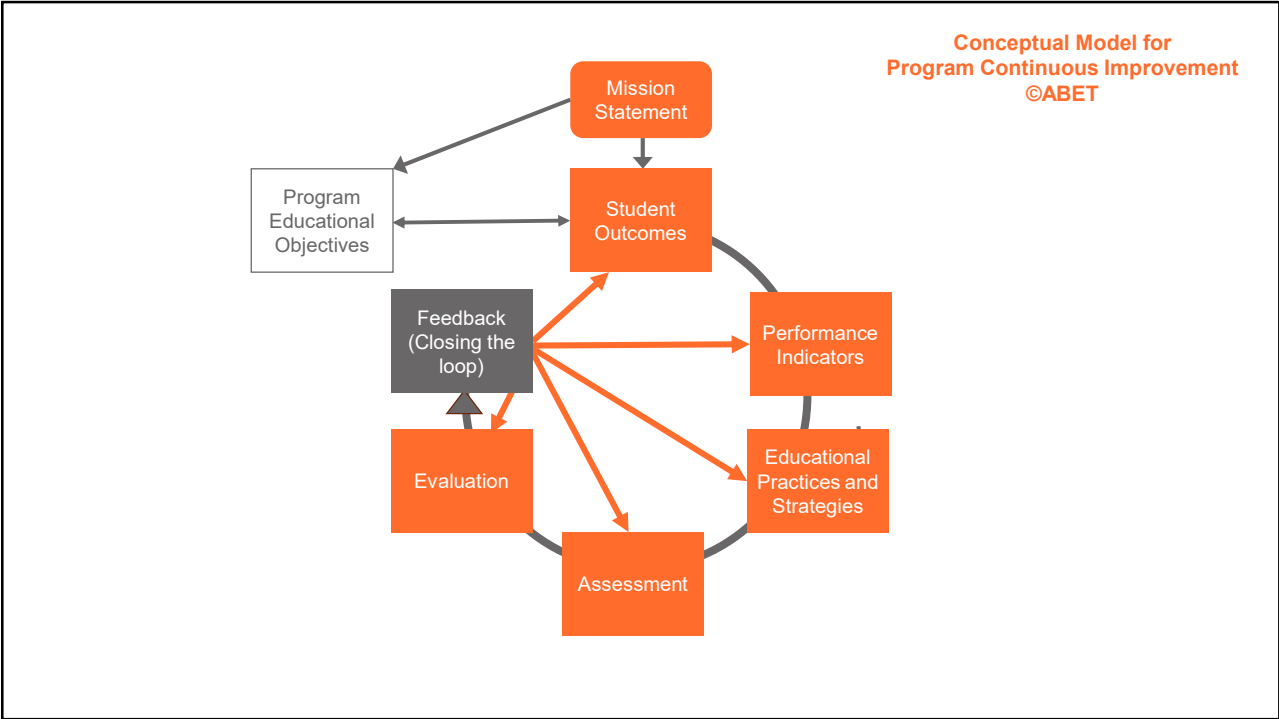 Conceptual Model for
Program Continuous Improvement
©ABET
Mission
Statement
Program
Educational
Objectives
Student
Outcomes
Feedback
(Closing the
loop)
Performance
Indicators
Evaluation
Educational
Practices and
Strategies
Assessment